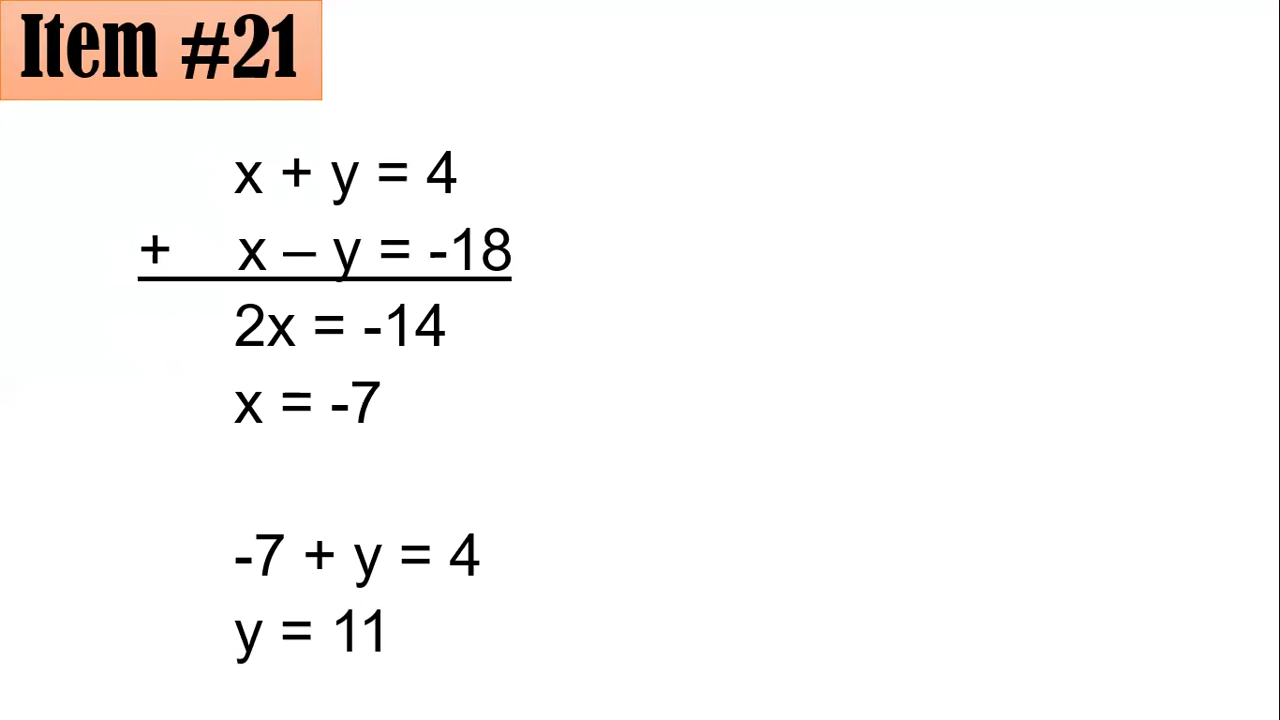 Item #21
x + y = 4
+ x – y = -18
2x = -14
x = -7
-7 + y = 4
y = 11